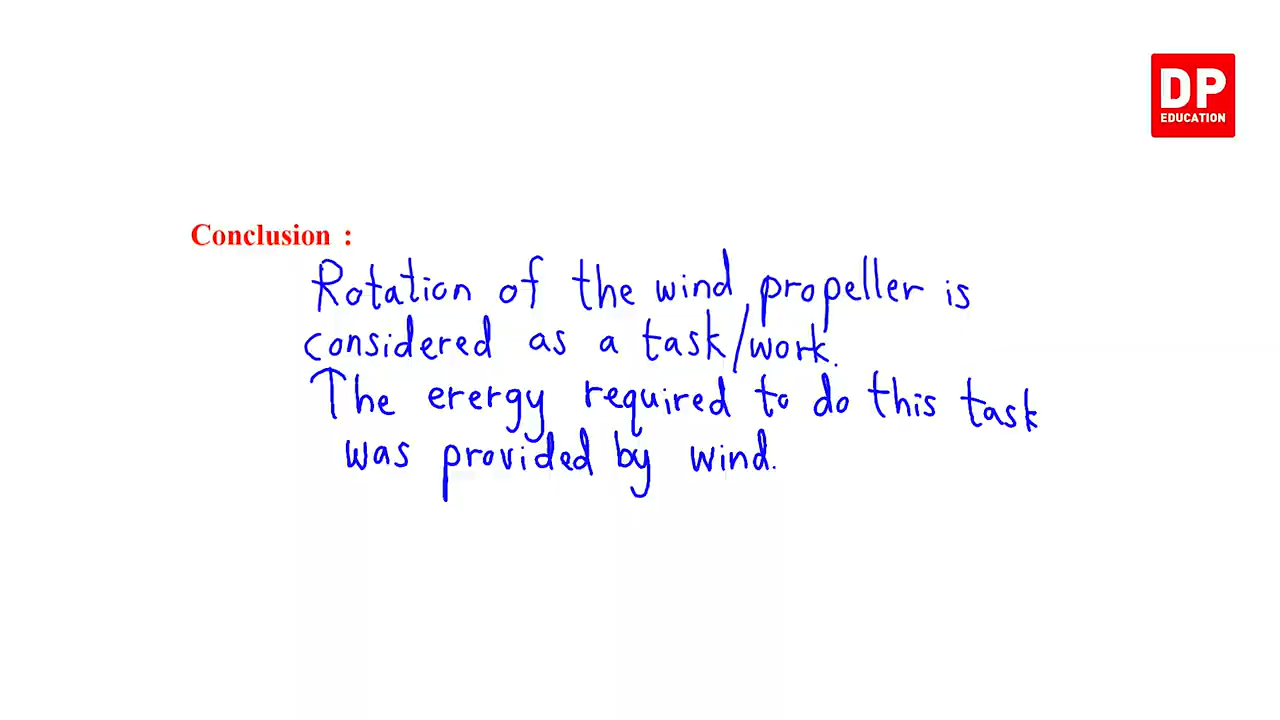 DP
EDUCATION
Conclusion :
Rotation of the wind propeller is
considered as a task/work.
The erergy required to do this task
was provided by wind.